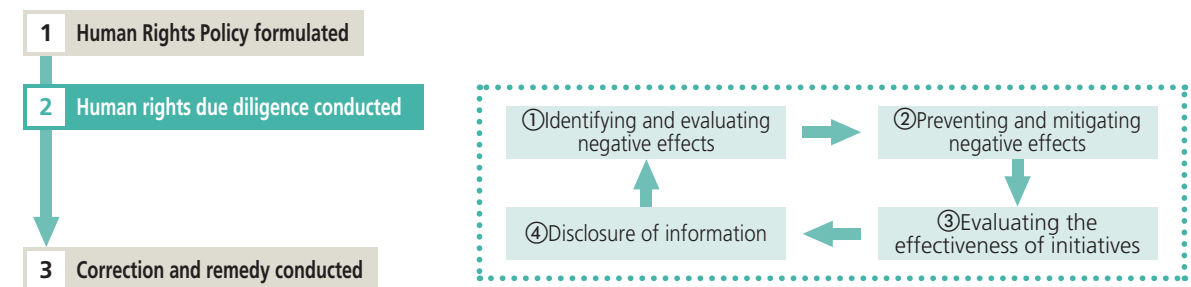 1 Human Rights Policy formulated
2 Human rights due diligence conducted
3 Correction and remedy conducted
①Identifying and evaluating
negative effects
②Preventing and mitigating
negative effects
③Evaluating the
effectiveness of initiatives
④Disclosure of information